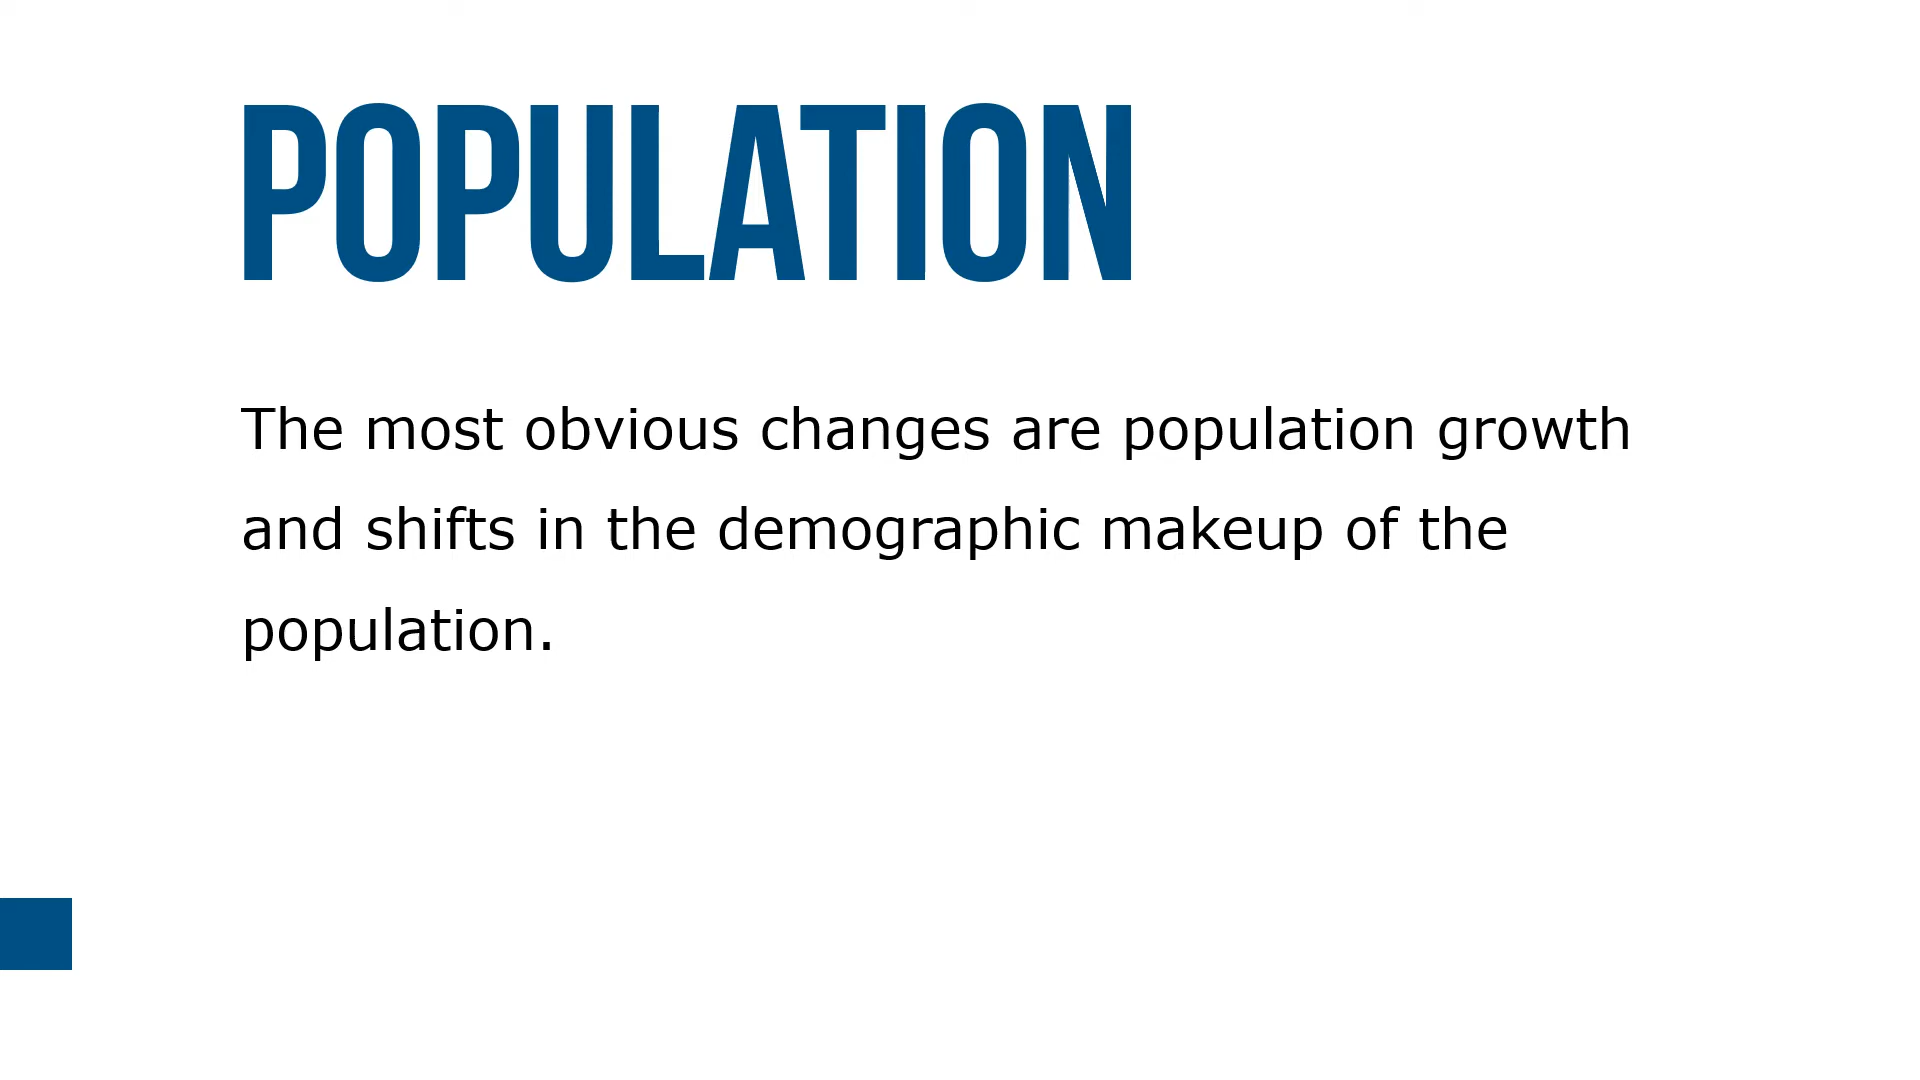 POPULATION
The most obvious changes are population growth
and shifts in the demographic makeup of the
population.